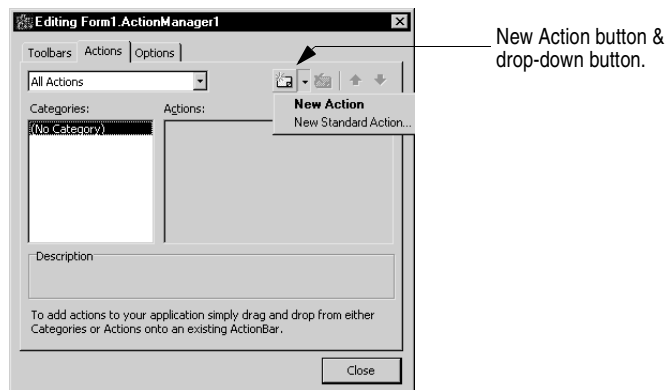 Editing Form1.ActionManager1
New Action button &
drop-down button.
Toolbars Actions Options
All Actions
New Action
New Standard Action...
Categories: Actions:
(No Category)
Description
To add actions to your application simply drag and drop from either
Categories or Actions onto an existing ActionBar.
Close